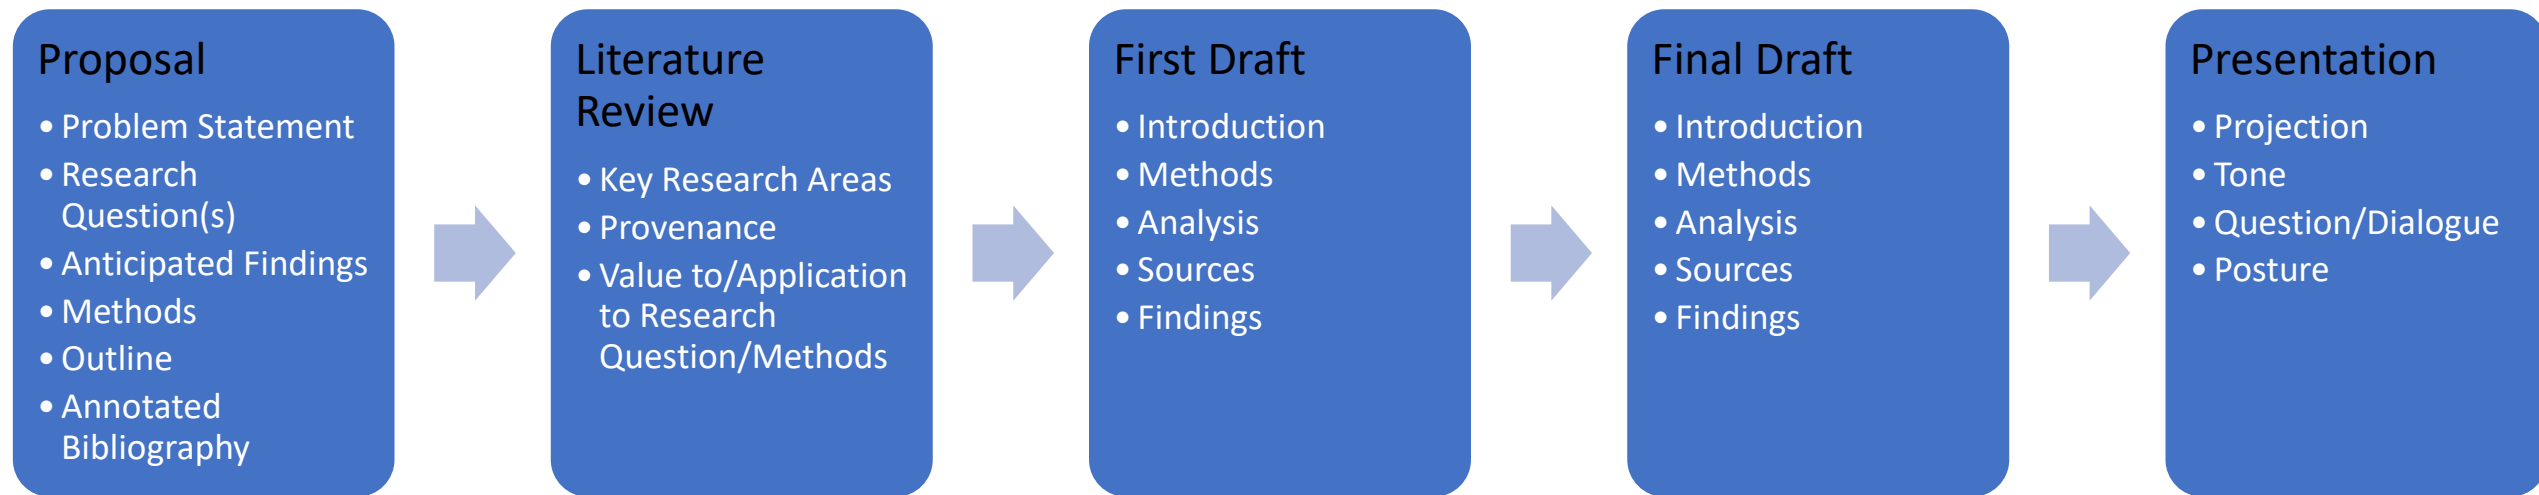 Proposal
• Problem Statement
• Research
Question(s)
• Anticipated Findings
• Methods
• Outline
• Annotated
Bibliography
Literature
Review
• Key Research Areas
• Provenance
• Value to/Application
to Research
Question/Methods
First Draft
• Introduction
• Methods
• Analysis
• Sources
• Findings
Final Draft
• Introduction
• Methods
• Analysis
• Sources
• Findings
Presentation
• Projection
• Tone
• Question/Dialogue
• Posture